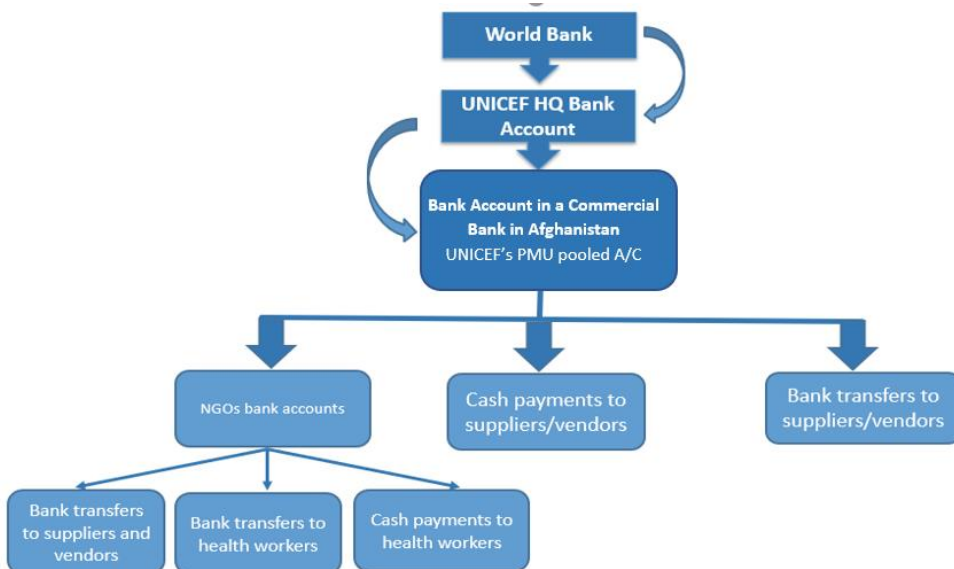 World Bank
UNICEF HQ Bank
Account
Bank Account in a Commercial
Bank in Afghanistan
UNICEF's PMU pooled A/C
NGOs bank accounts
Cash payments to
suppliers/vendors
Bank transfers to
suppliers/vendors
Bank transfers
to suppliers and
vendors
Bank transfers to
health workers
Cash payments to
health workers